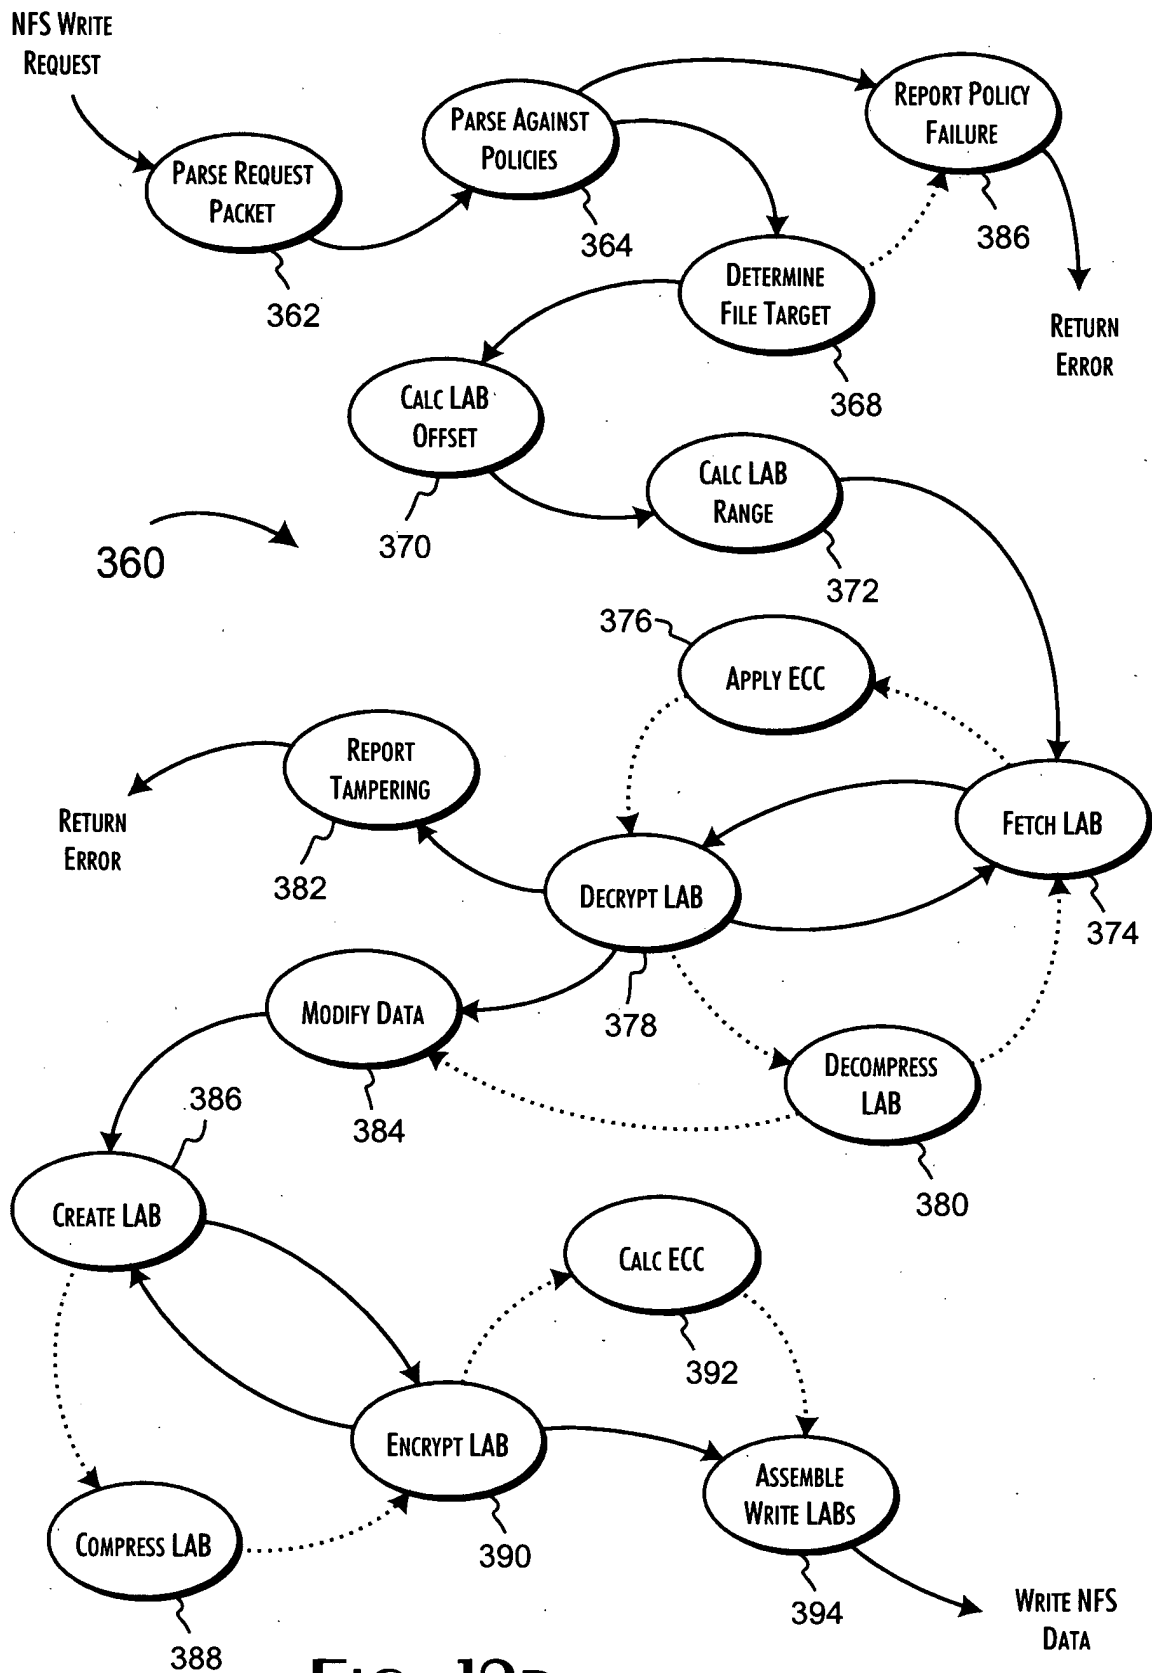 NFS WRITE
REQUEST
PARSE REQUEST
PACKET
362
PARSE AGAINST
POLICIES
364
REPORT POLICY
FAILURE
386
RETURN
ERROR
DETERMINE
FILE TARGET
368
CALC LAB
OFFSET
370
CALC LAB
RANGE
372
360
376
APPLY ECC
REPORT
TAMPERING
382
RETURN
ERROR
FETCH LAB
374
DECRYPT LAB
378
MODIFY DATA
384
DECOMPRESS
LAB
380
386
CREATE LAB
CALC ECC
392
ENCRYPT LAB
390
ASSEMBLE
WRITE LABS
394
COMPRESS LAB
388
WRITE NFS
DATA